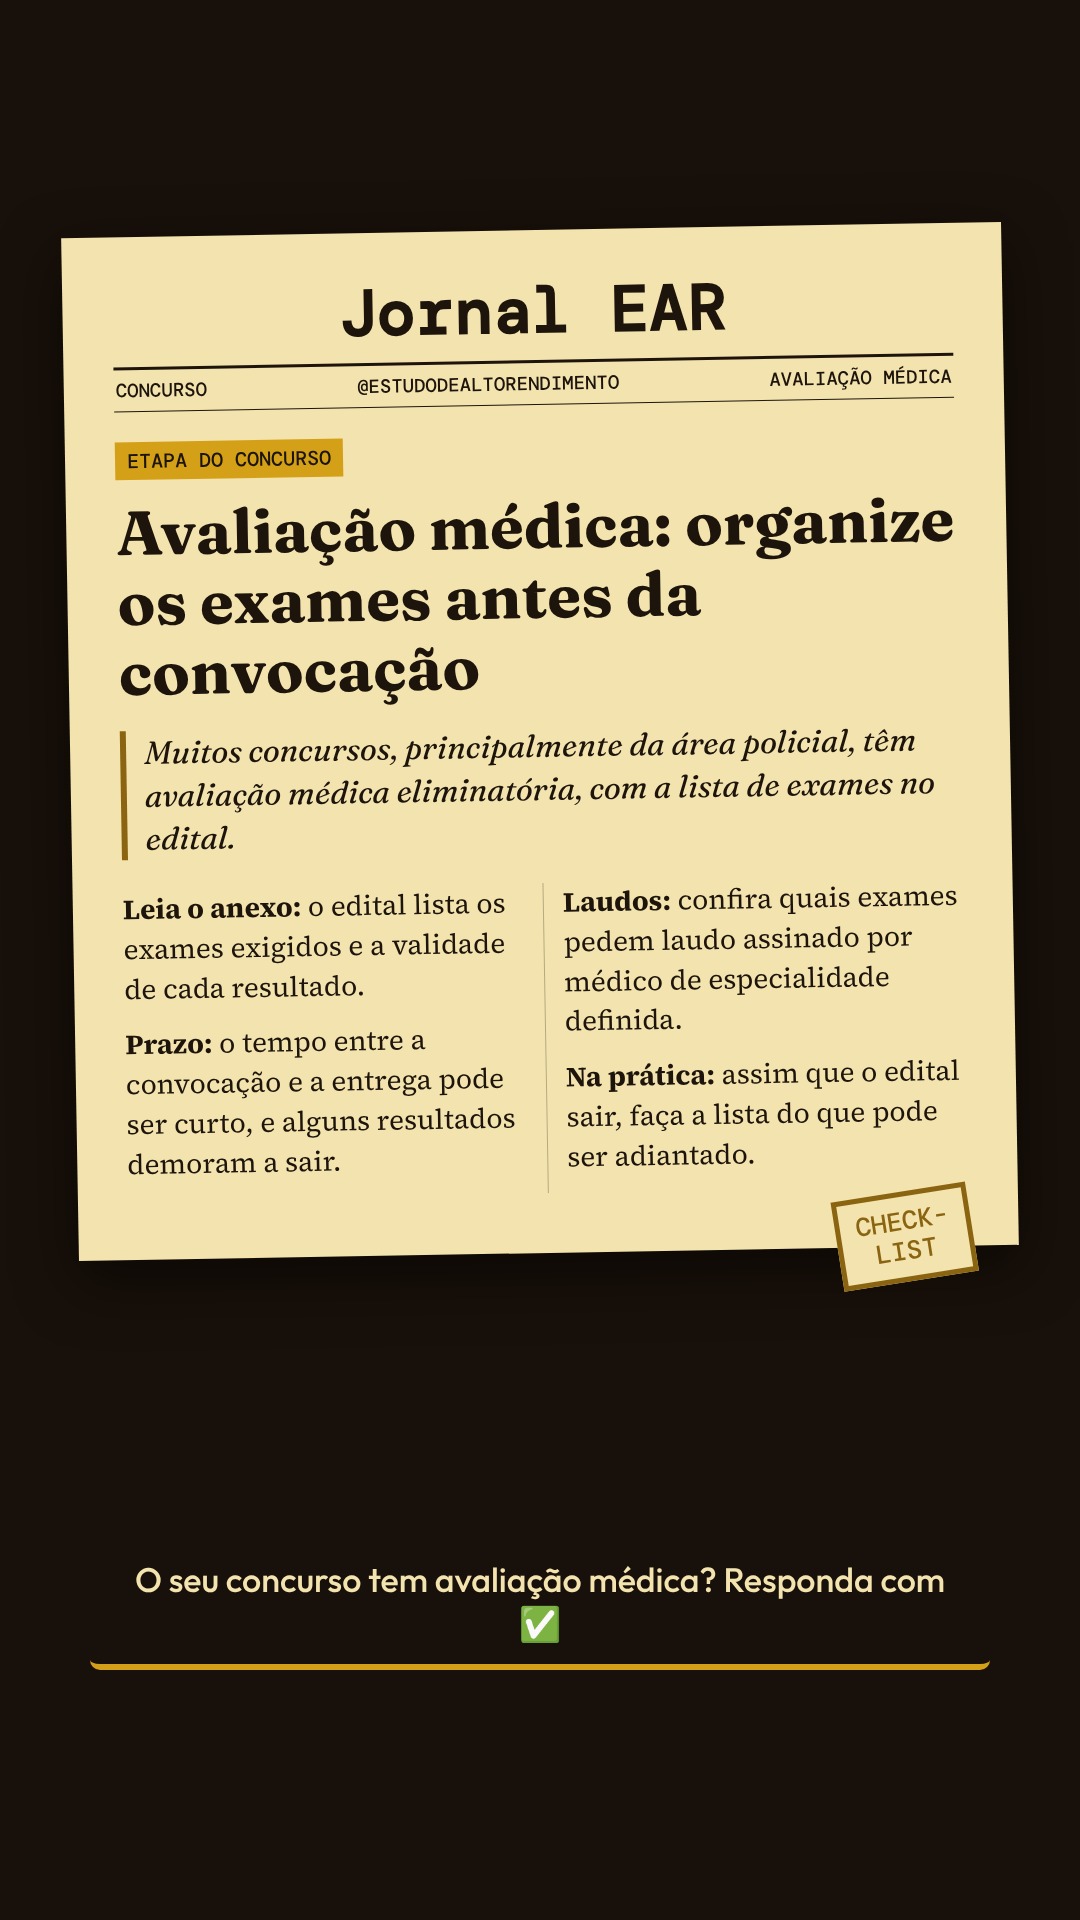 Jornal EAR
CONCURSO
@ESTUDODEALTORENDIMENTO
AVALIAÇÃO MÉDICA
ETAPA DO CONCURSO
Avaliação médica: organize
os exames antes da
convocação
Muitos concursos, principalmente da área policial, têm
avaliação médica eliminatória, com a lista de exames no
edital.
Leia o anexo: o edital lista os
exames exigidos e a validade
de cada resultado.
Prazo: o tempo entre a
convocação e a entrega pode
ser curto, e alguns resultados
demoram a sair.
Laudos: confira quais exames
pedem laudo assinado por
médico de especialidade
definida.
Na prática: assim que o edital
sair, faça a lista do que pode
ser adiantado.
CHECK-
LIST
O seu concurso tem avaliação médica? Responda com
✅